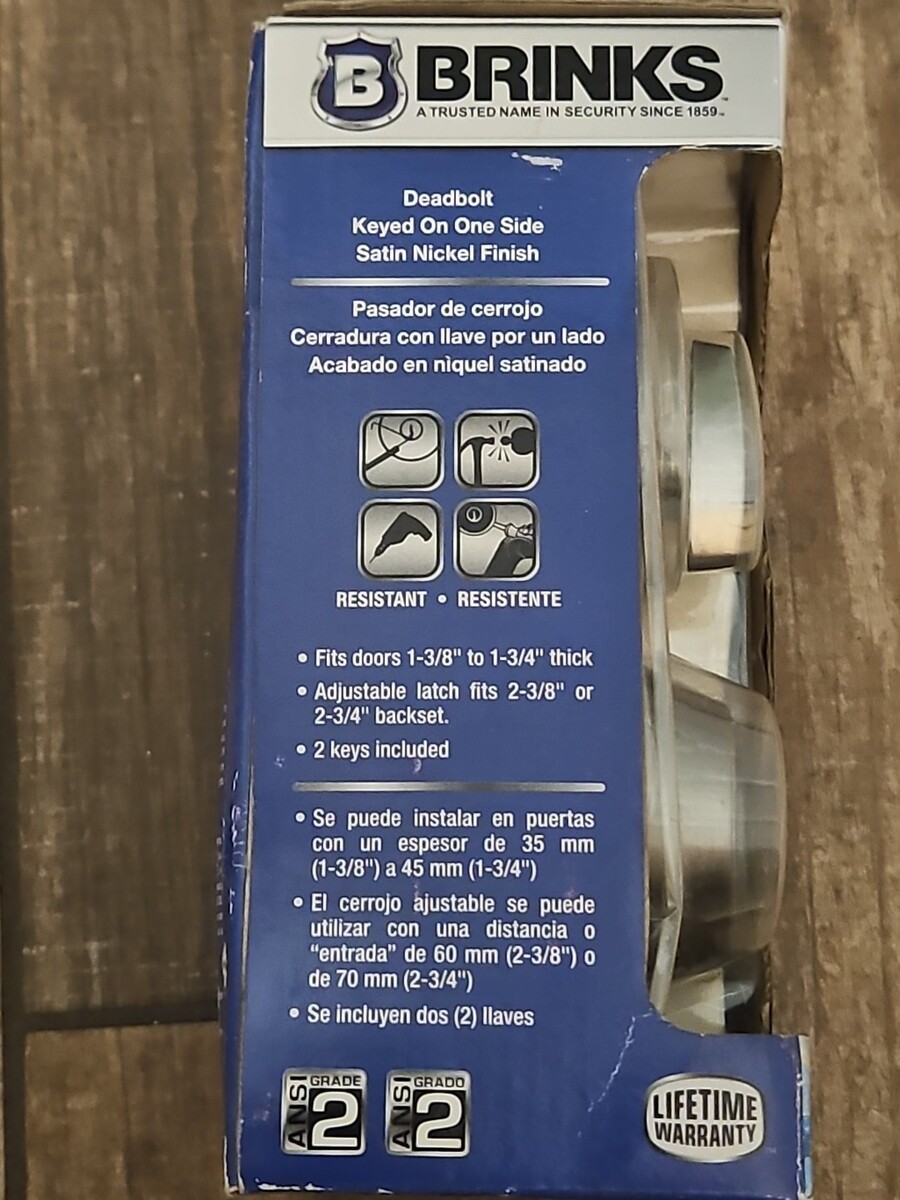 B BRINKS™
A TRUSTED NAME IN SECURITY SINCE 1859™
Deadbolt
Keyed On One Side
Satin Nickel Finish
Pasador de cerrojo
Cerradura con llave por un lado
Acabado en nìquel satinado
RESISTANT • RESISTENTE
• Fits doors 1-3/8" to 1-3/4" thick
• Adjustable latch fits 2-3/8" or
2-3/4" backset.
• 2 keys included
• Se puede instalar en puertas
con un espesor de 35 mm
(1-3/8") a 45 mm (1-3/4")
• El cerrojo ajustable se puede
utilizar con una distancia o
“entrada” de 60 mm (2-3/8") o
de 70 mm (2-3/4")
• Se incluyen dos (2) llaves
ANSI GRADE 2
ANSI GRADO 2
LIFETIME
WARRANTY